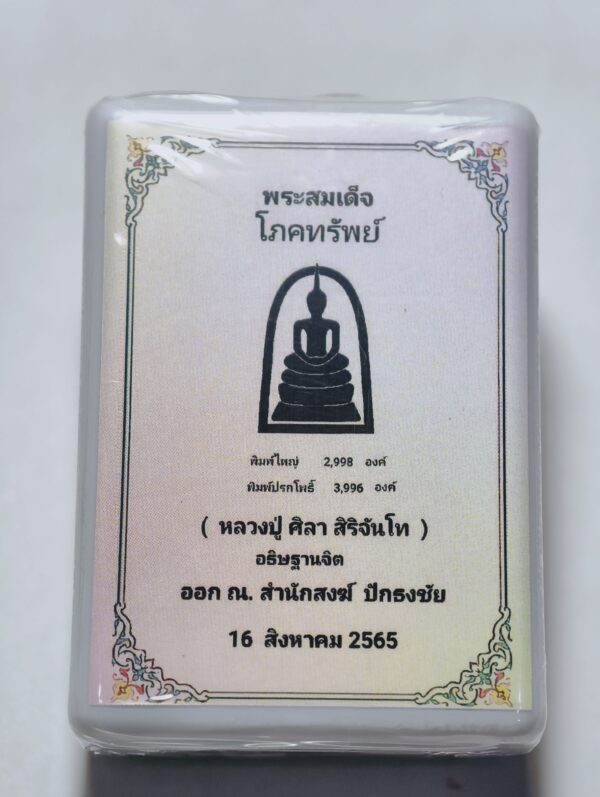 พระสมเด็จ
โภคทรัพย์
พิมพ์ใหญ่ 2,998 องค์
พิมพ์ปรกโพธิ์ 3,996 องค์
( หลวงปู่ ศิลา สิริจันโท )
อธิษฐานจิต
ออก ณ. สำนักสงฆ์ ปักธงชัย
16 สิงหาคม 2565